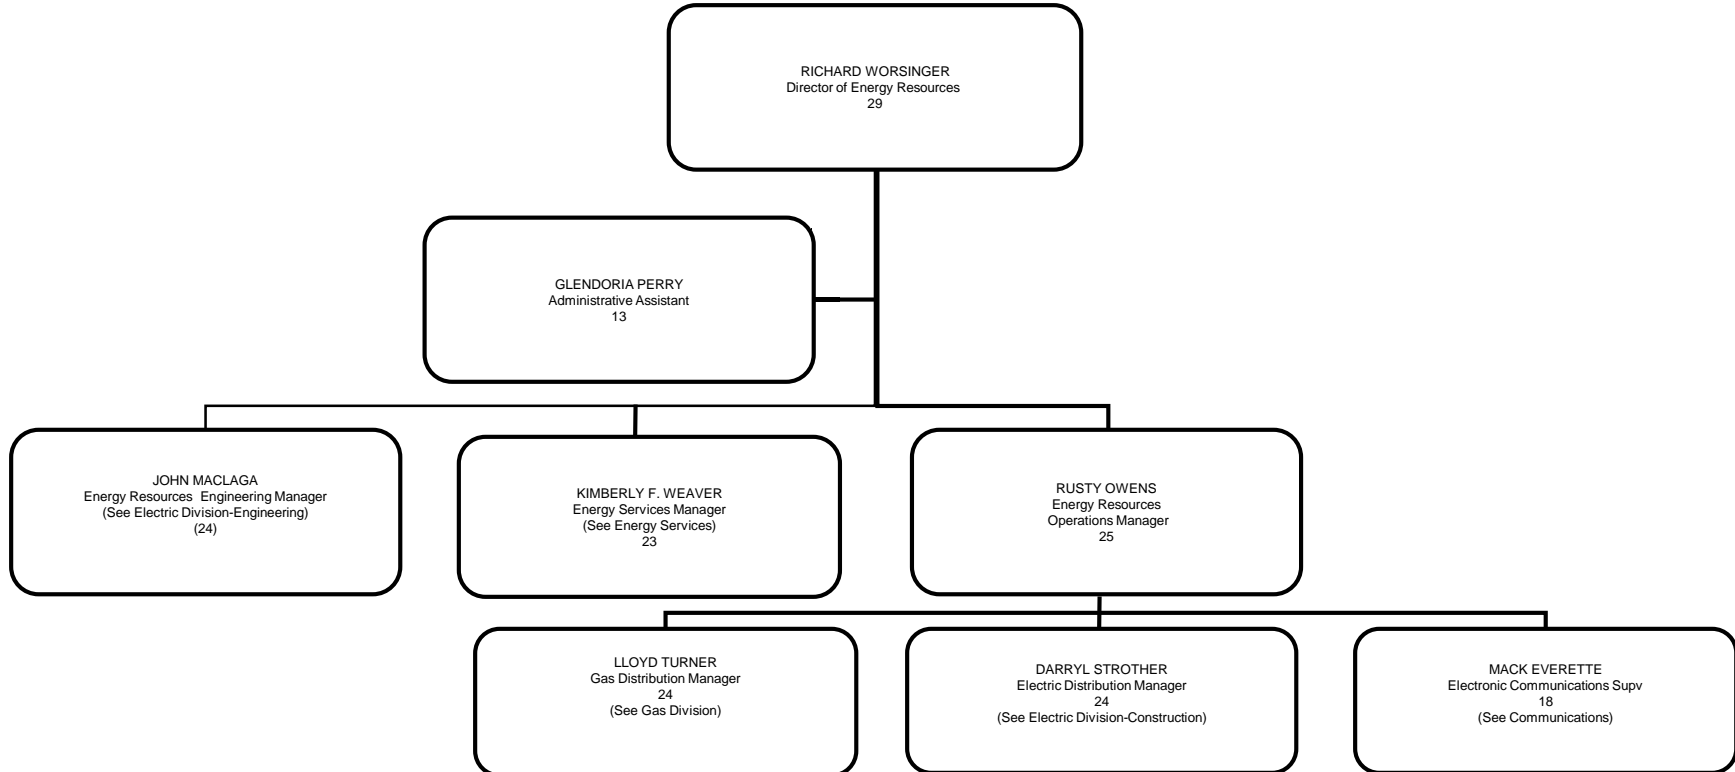 RICHARD WORSINGER
Director of Energy Resources
29
GLENDORIA PERRY
Administrative Assistant
13
JOHN MACLAGA
Energy Resources Engineering Manager
(See Electric Division-Engineering)
(24)
KIMBERLY F. WEAVER
Energy Services Manager
(See Energy Services)
23
RUSTY OWENS
Energy Resources
Operations Manager
25
LLOYD TURNER
Gas Distribution Manager
24
(See Gas Division)
DARRYL STROTHER
Electric Distribution Manager
24
(See Electric Division-Construction)
MACK EVERETTE
Electronic Communications Supv
18
(See Communications)